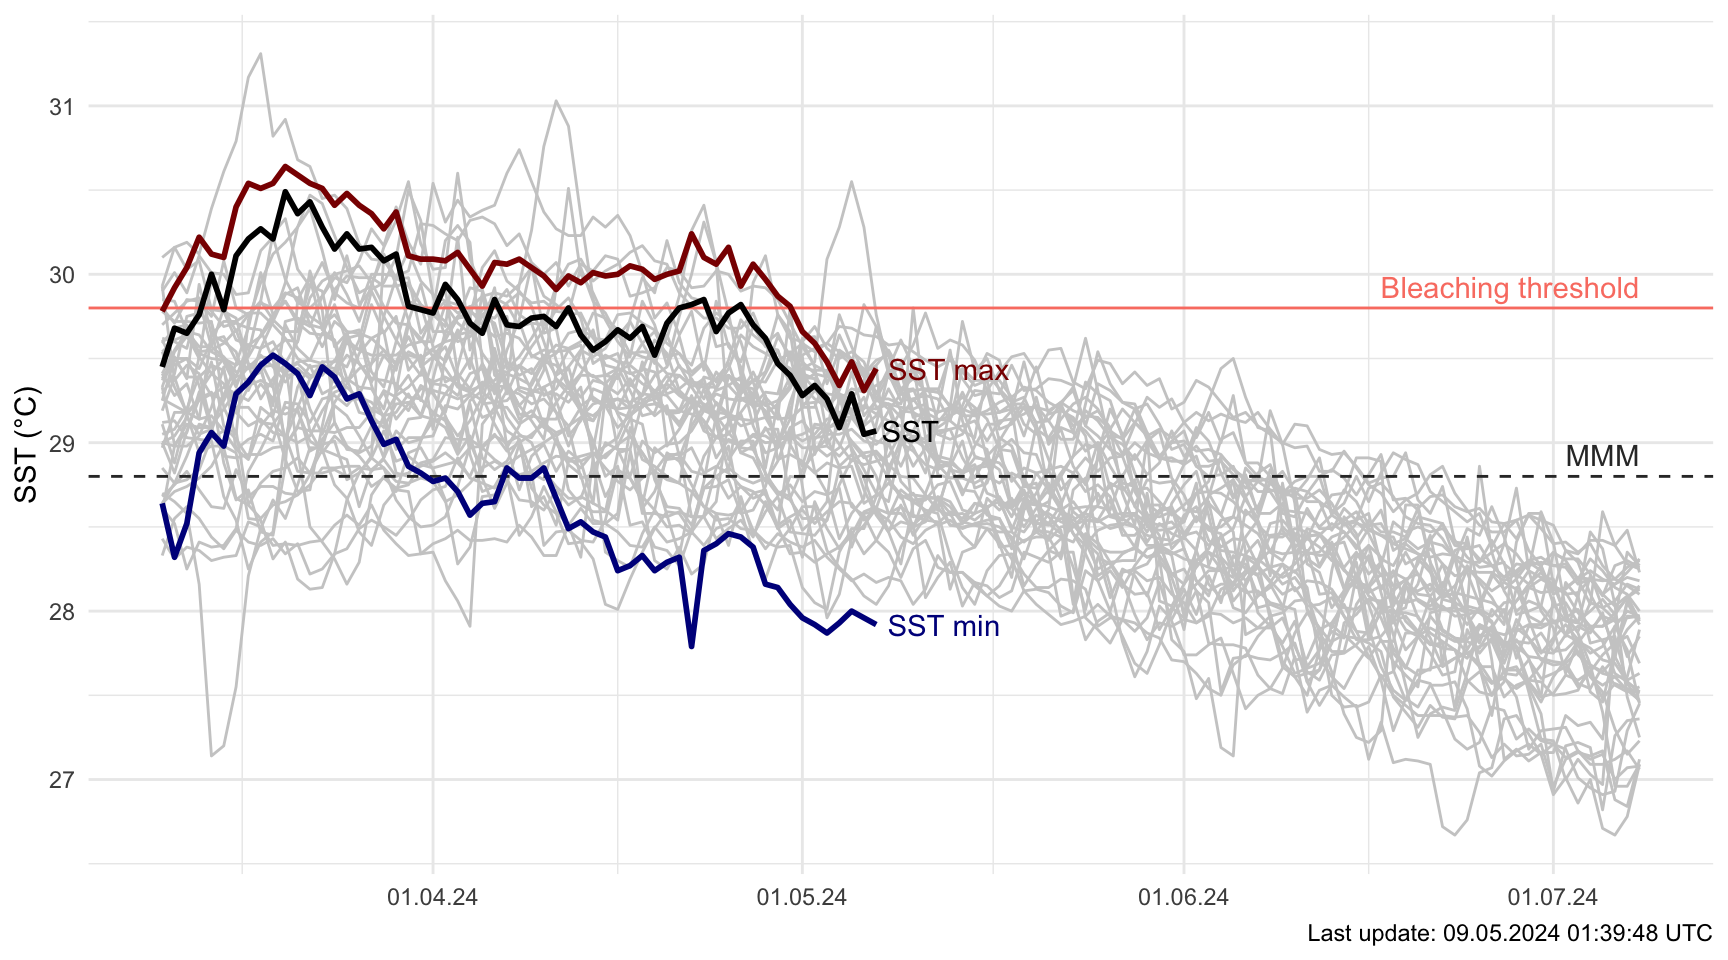 31
30
29
28
27
SST (°C)
Bleaching threshold
SST max
SST
MMM
SST min
01.04.24
01.05.24
01.06.24
01.07.24
Last update: 09.05.2024 01:39:48 UTC